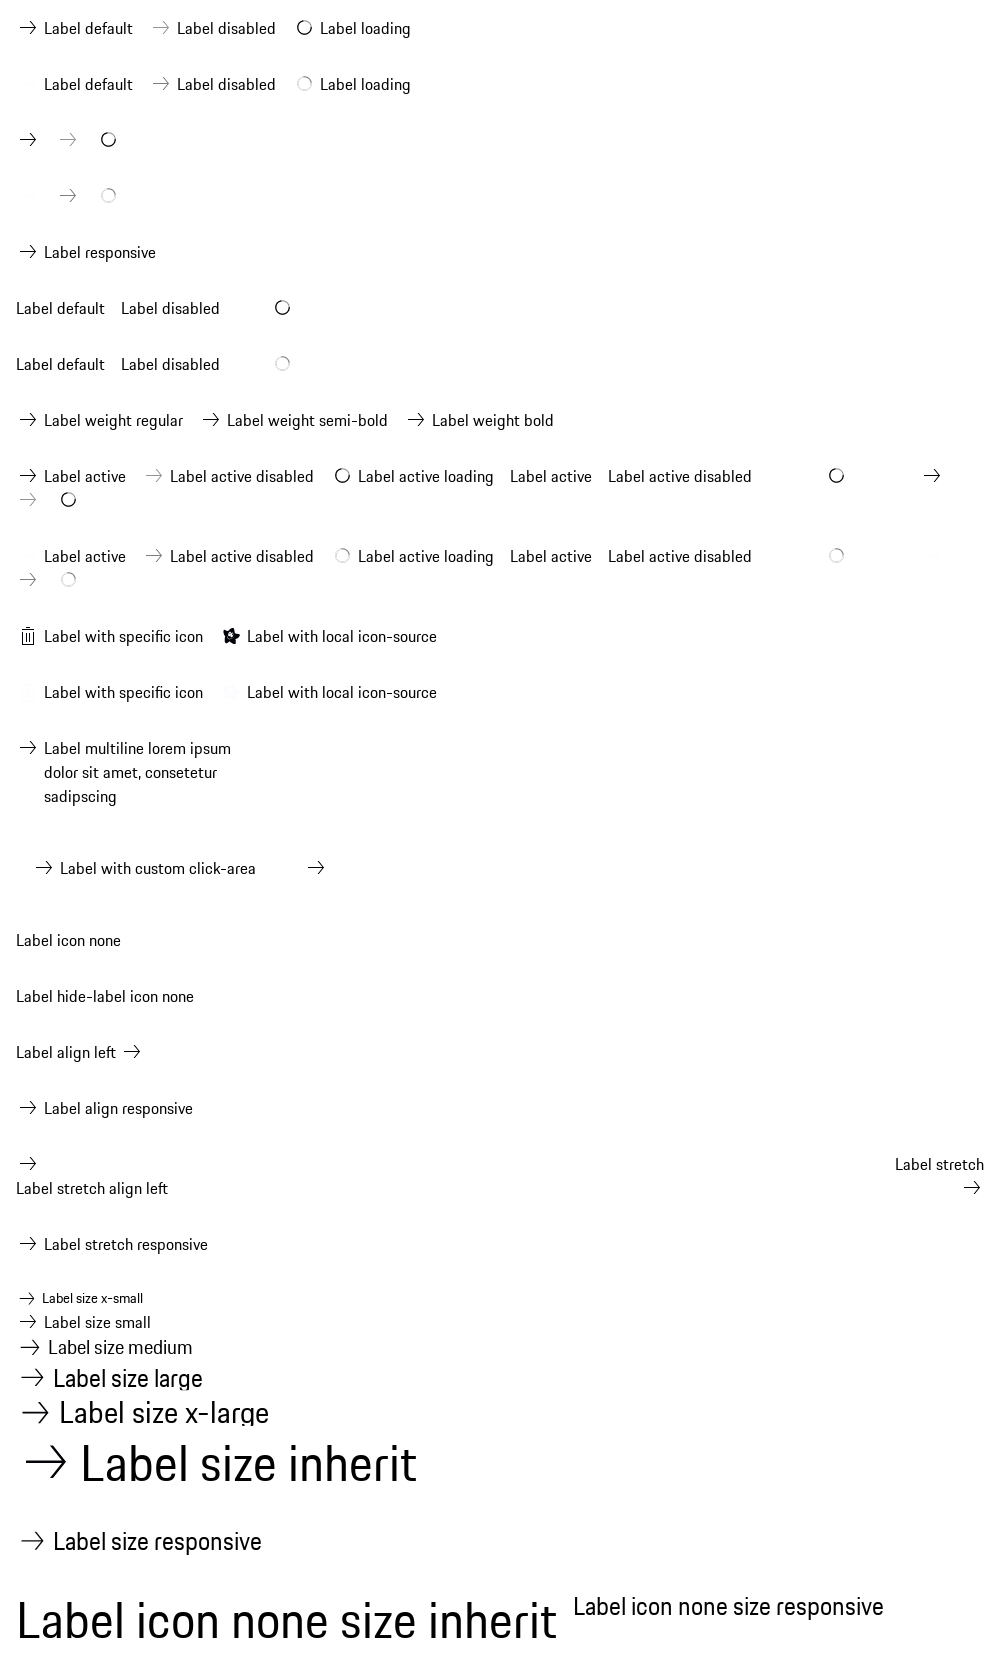 Label default Label disabled Label loading
Label default Label disabled Label loading
Label responsive
Label default Label disabled
Label default Label disabled
Label weight regular Label weight semi-bold Label weight bold
Label active Label active disabled Label active loading Label active Label active disabled
Label active Label active disabled Label active loading Label active Label active disabled
Label with specific icon Label with local icon-source
Label with specific icon Label with local icon-source
Label multiline lorem ipsum
dolor sit amet, consetetur
sadipscing
Label with custom click-area
Label icon none
Label hide-label icon none
Label align left
Label align responsive
Label stretch
Label stretch align left
Label stretch responsive
Label size x-small
Label size small
Label size medium
Label size large
Label size x-large
Label size inherit
Label size responsive
Label icon none size inherit Label icon none size responsive